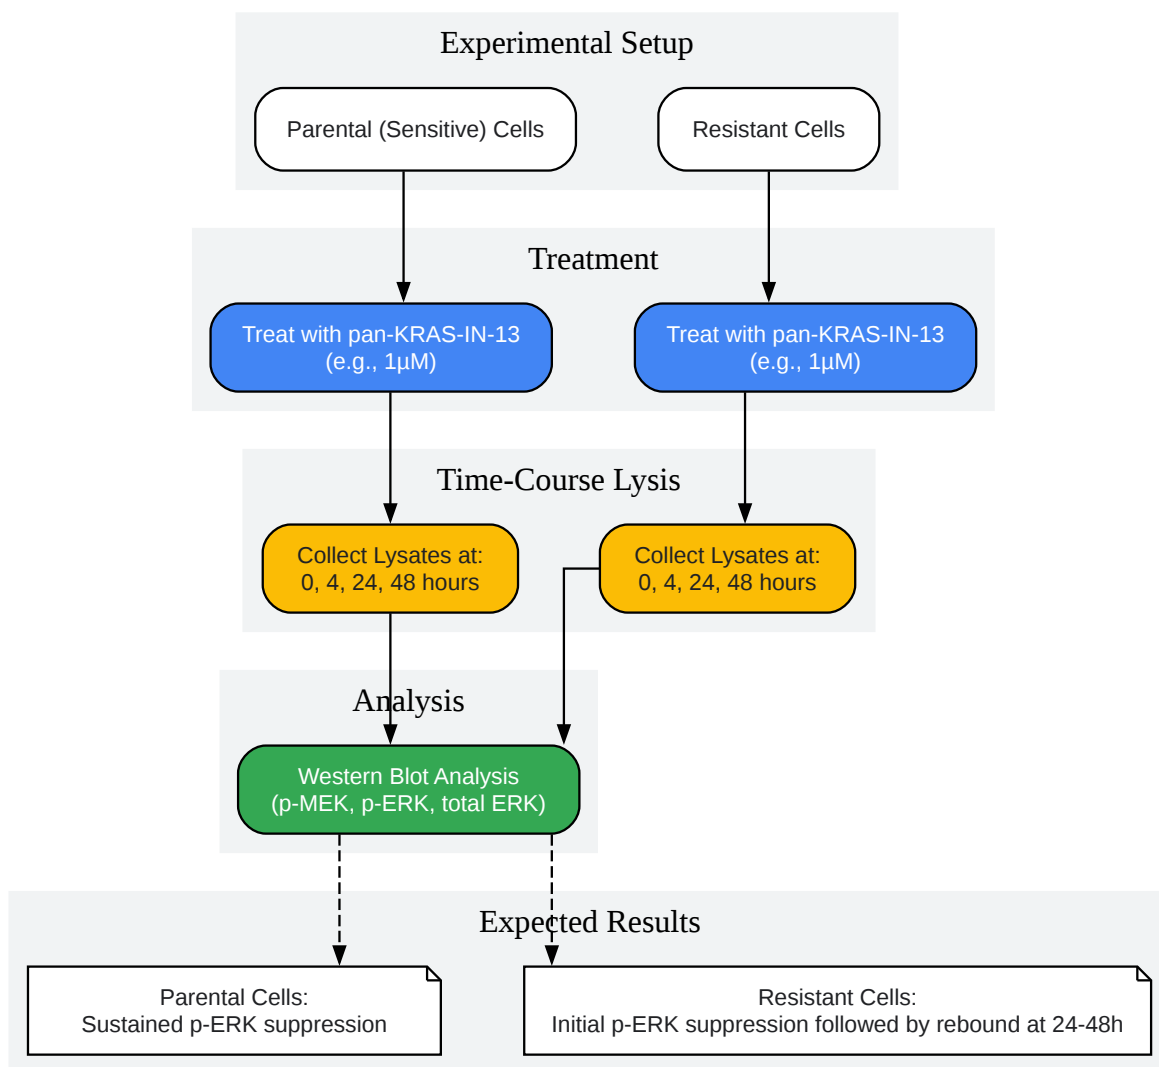 Experimental Setup
Parental (Sensitive) Cells
Resistant Cells
Treatment
Treat with pan-KRAS-IN-13
(e.g., 1µM)
Treat with pan-KRAS-IN-13
(e.g., 1µM)
Time-Course Lysis
Collect Lysates at:
0, 4, 24, 48 hours
Collect Lysates at:
0, 4, 24, 48 hours
Analysis
Western Blot Analysis
(p-MEK, p-ERK, total ERK)
Expected Results
Parental Cells:
Sustained p-ERK suppression
Resistant Cells:
Initial p-ERK suppression followed by rebound at 24-48h